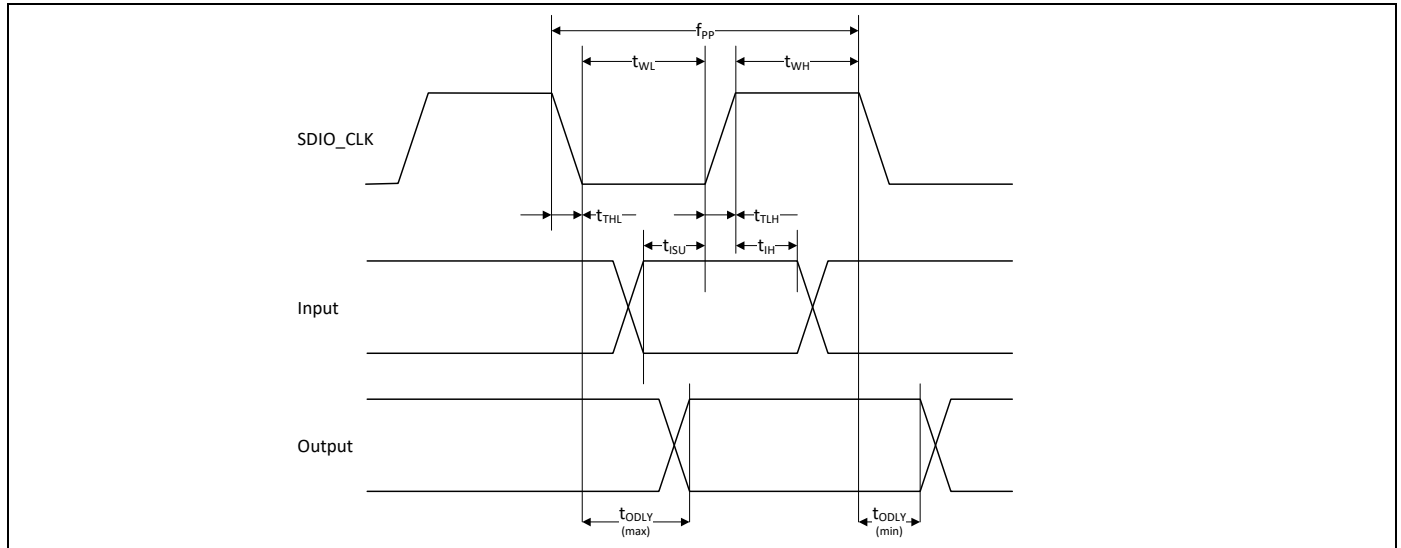 fPP
tWL
tWH
SDIO_CLK
tTHL
tTLH
tISU
tIH
Input
Output
tODLY
(max)
tODLY
(min)